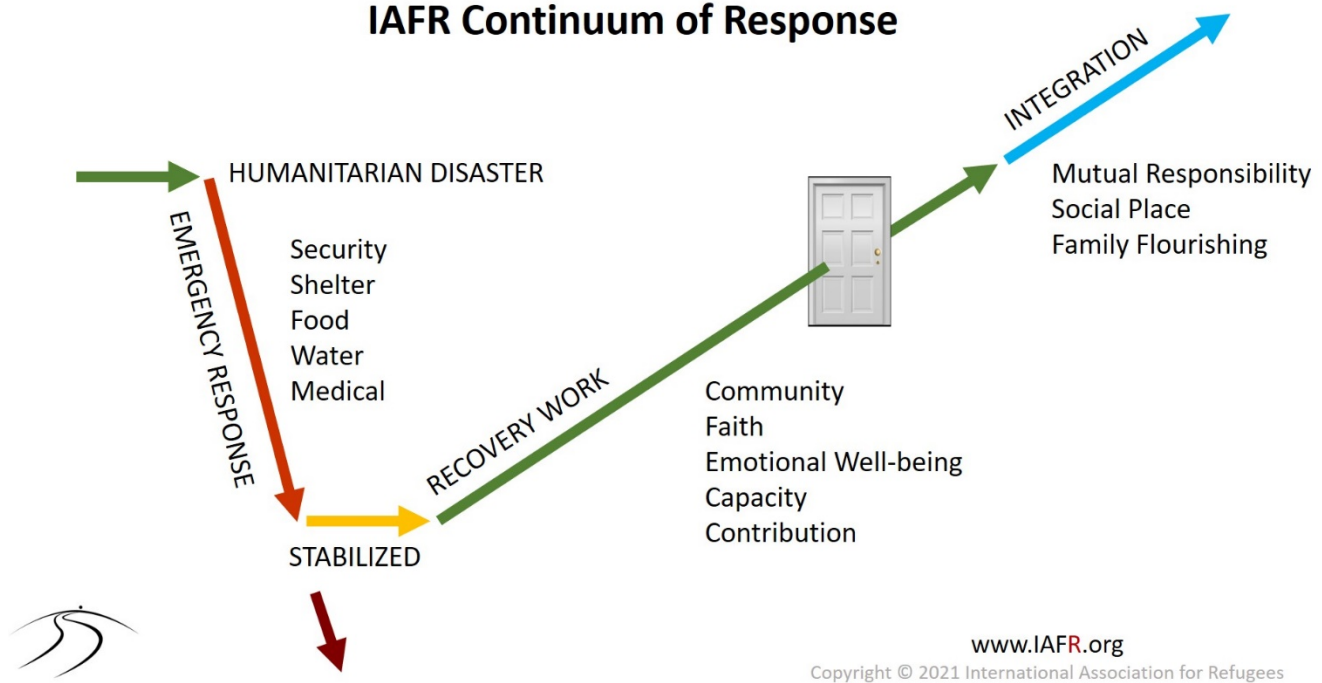 IAFR Continuum of Response
HUMANITARIAN DISASTER
EMERGENCY RESPONSE
Security
Shelter
Food
Water
Medical
STABILIZED
RECOVERY WORK
Community
Faith
Emotional Well-being
Capacity
Contribution
INTEGRATION
Mutual Responsibility
Social Place
Family Flourishing
www.IAFR.org
Copyright © 2021 International Association for Refugees